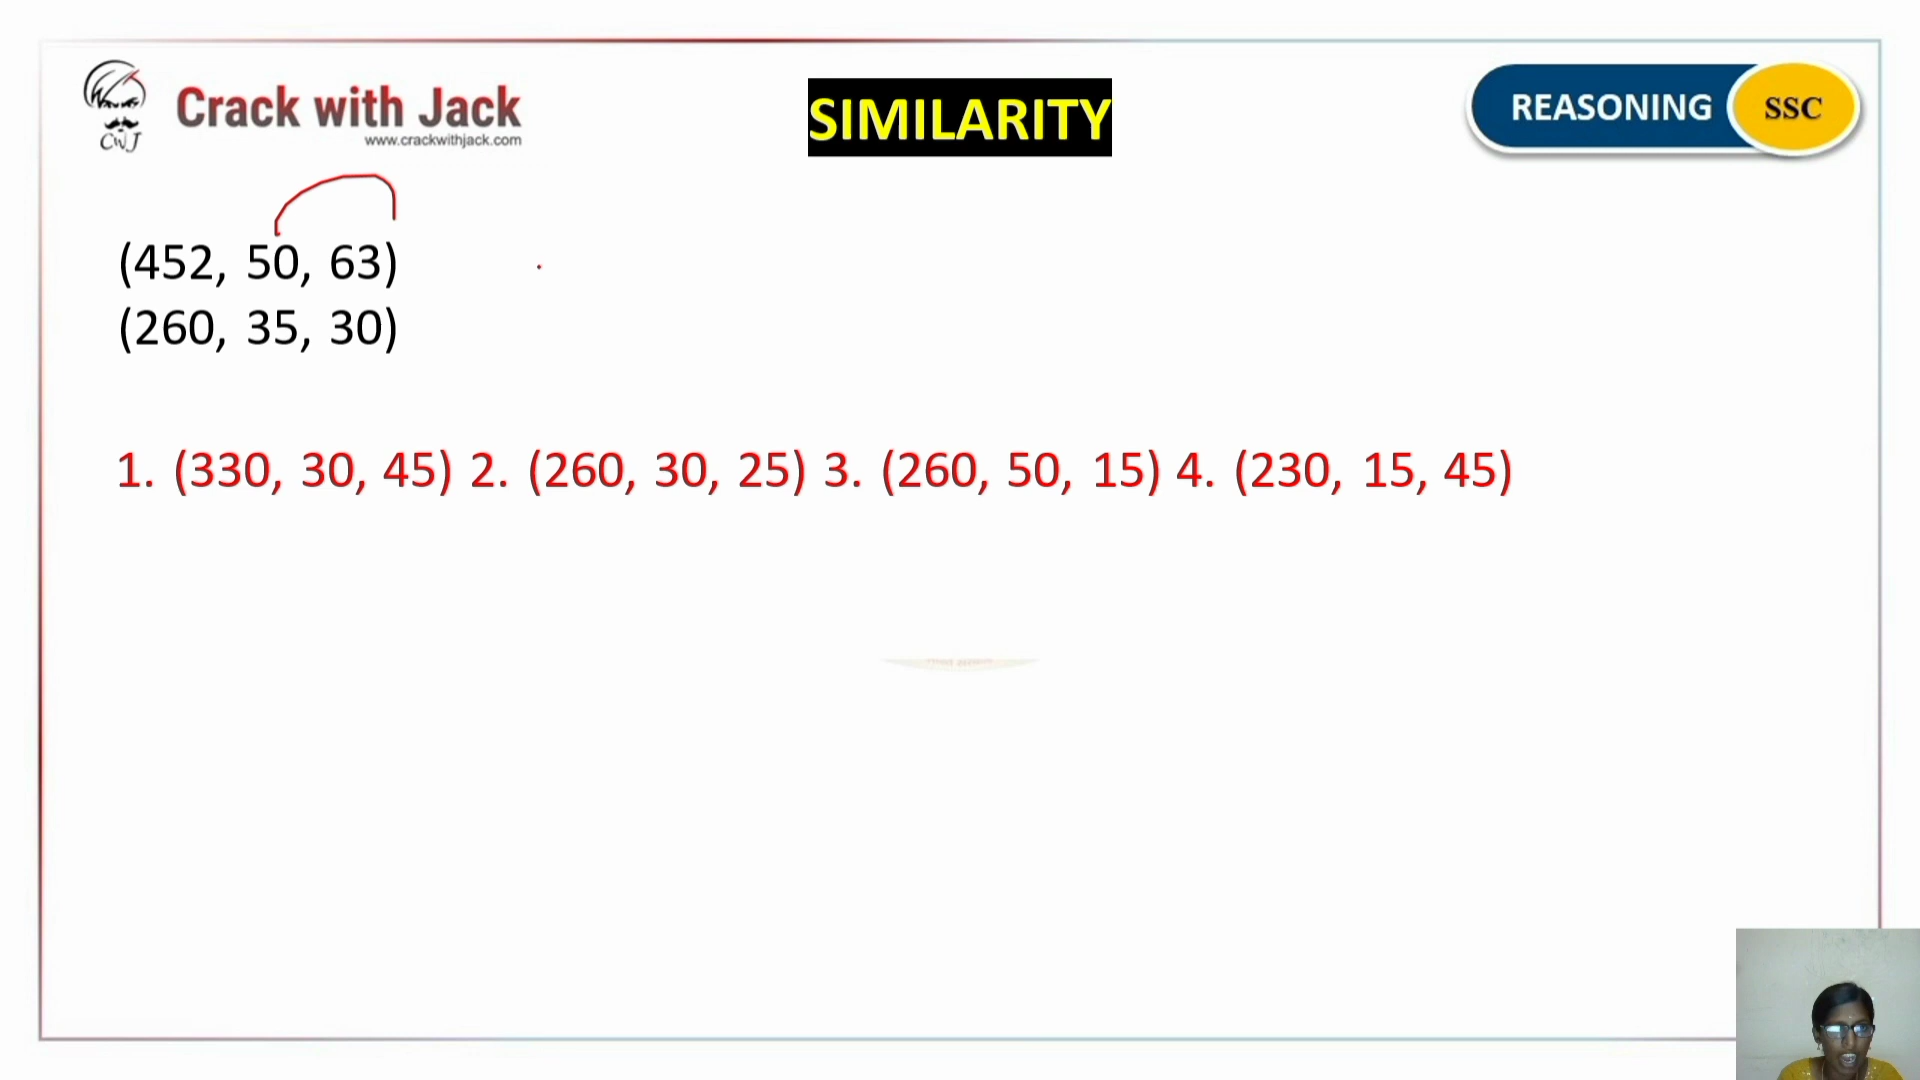 Crack with Jack
www.crackwithjack.com
CWJ
SIMILARITY
REASONING SSC
(452, 50, 63)
(260, 35, 30)
1. (330, 30, 45) 2. (260, 30, 25) 3. (260, 50, 15) 4. (230, 15, 45)